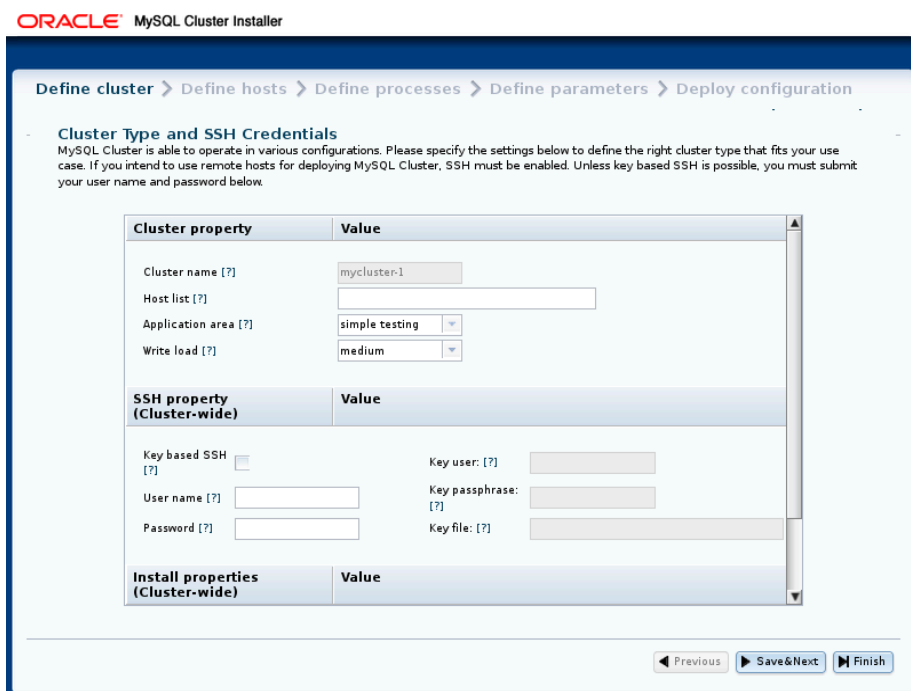 ORACLE MySQL Cluster Installer
Define cluster > Define hosts > Define processes > Define parameters > Deploy configuration
Cluster Type and SSH Credentials
MySQL Cluster is able to operate in various configurations. Please specify the settings below to define the right cluster type that fits your use
case. If you intend to use remote hosts for deploying MySQL Cluster, SSH must be enabled. Unless key based SSH is possible, you must submit
your user name and password below.
Cluster property Value
Cluster name [?] mycluster-1
Host list [?]
Application area [?] simple testing
Write load [?] medium
SSH property
(Cluster-wide)
Value
Key based SSH
[?]
Key user: [?]
User name [?]
Key passphrase:
[?]
Password [?]
Key file: [?]
Install properties
(Cluster-wide)
Value
Previous Save&Next Finish